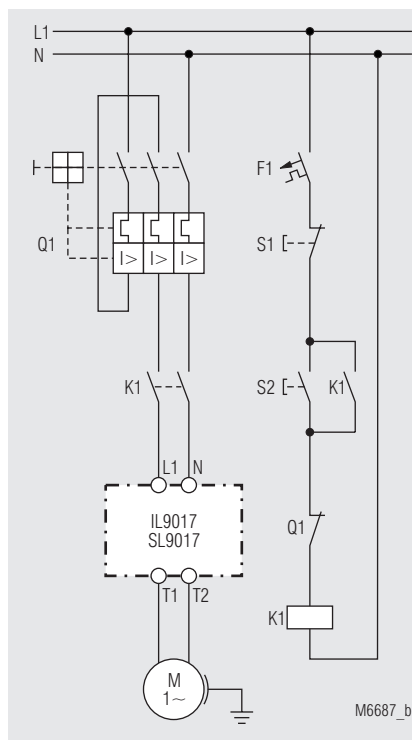 L1
N
F1
Q1
I> I> I>
S1
K1
S2
K1
L1 N
IL9017
SL9017
Q1
T1 T2
K1
M
1~
M6687_b